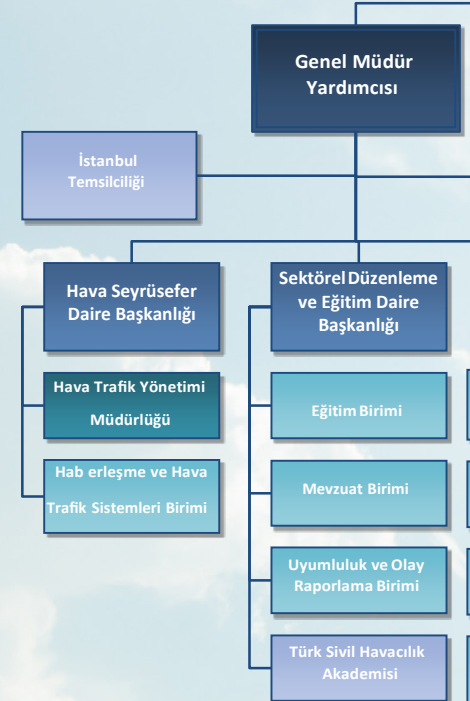 Genel Müdür
Yardımcısı
İstanbul
Temsilciliği
Hava Seyrüsefer
Daire Başkanlığı
Hava Trafik Yönetimi
Müdürlüğü
Hab erleşme ve Hava
Trafik Sistemleri Birimi
Sektörel Düzenleme
ve Eğitim Daire
Başkanlığı
Eğitim Birimi
Mevzuat Birimi
Uyumluluk ve Olay
Raporlama Birimi
Türk Sivil Havacılık
Akademisi